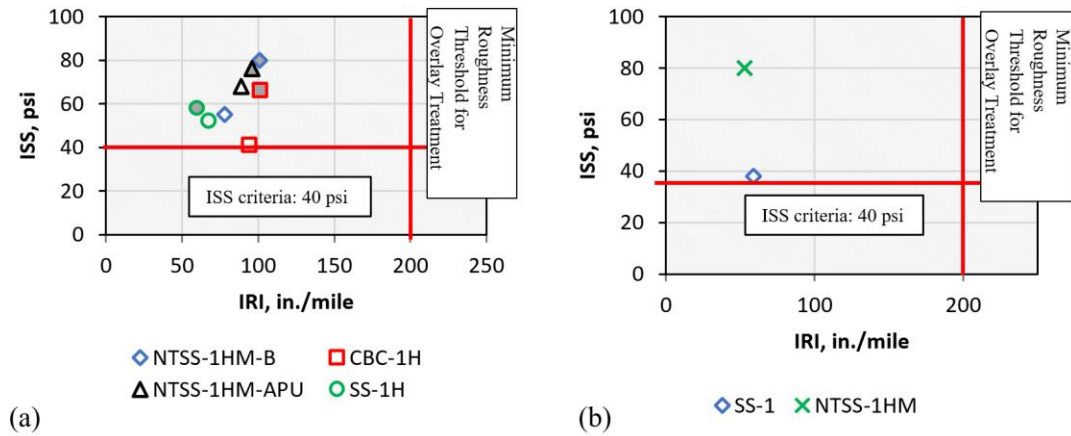 100
80
60
40
20
0
ISS, psi
0
50
100
150
200
250
IRI, in./mile
ISS criteria: 40 psi
Minimum
Roughness
Threshold for
Overlay Treatment
NTSS-1HM-B
CBC-1H
NTSS-1HM-APU
SS-1H
(a)
100
80
60
40
20
0
ISS, psi
0
100
200
IRI, in./mile
ISS criteria: 40 psi
Minimum
Roughness
Threshold for
Overlay Treatment
SS-1
NTSS-1HM
(b)